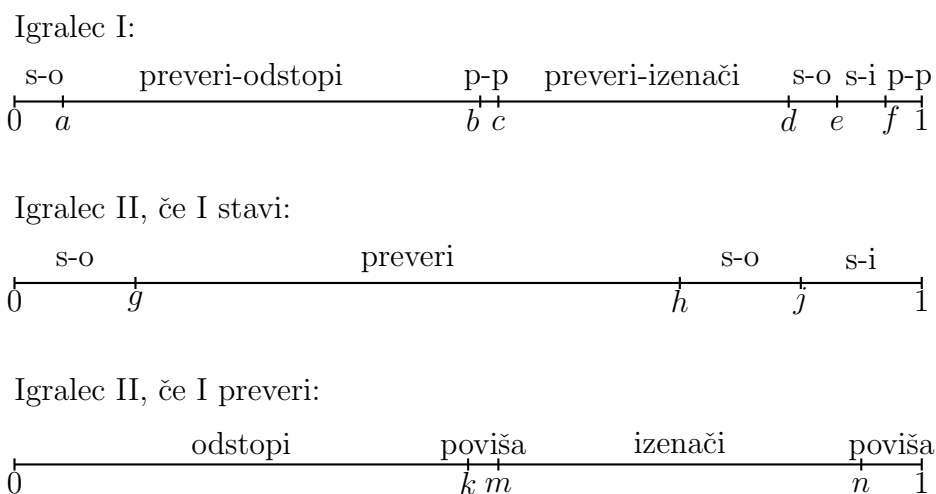 Igralec I:
s-o preveri-odstopi p-p preveri-izenači s-o s-i p-p
0 a b c d e f 1
Igralec II, če I stavi:
s-o preveri s-o s-i
0 g h j 1
Igralec II, če I preveri:
odstopi poviša izenači poviša
0 k m n 1